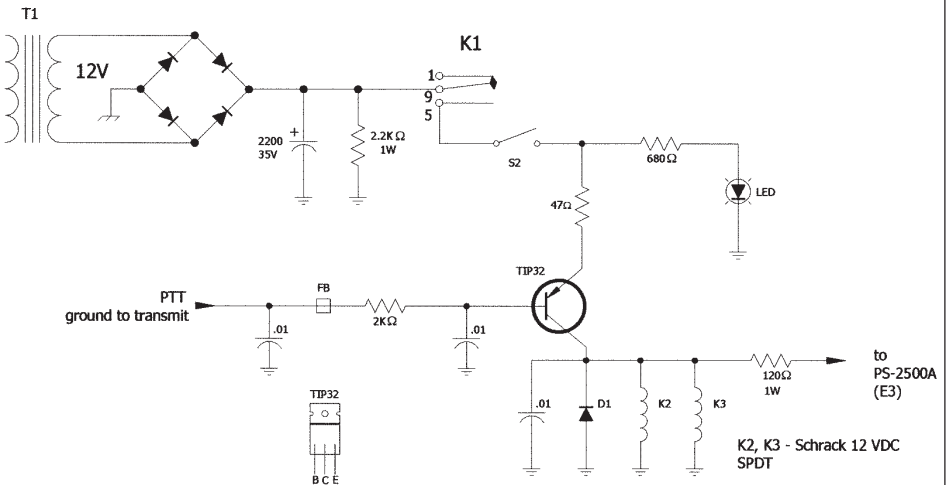 T1
K1
12V
1
9
5
2200
35V
+
2.2KΩ
1W
S2
680Ω
LED
47Ω
TIP32
PTT
ground to transmit
FB
2KΩ
.01
.01
TIP32
B C E
.01
D1
K2
K3
120Ω
1W
to
PS-2500A
(E3)
K2, K3 - Schrack 12 VDC
SPDT